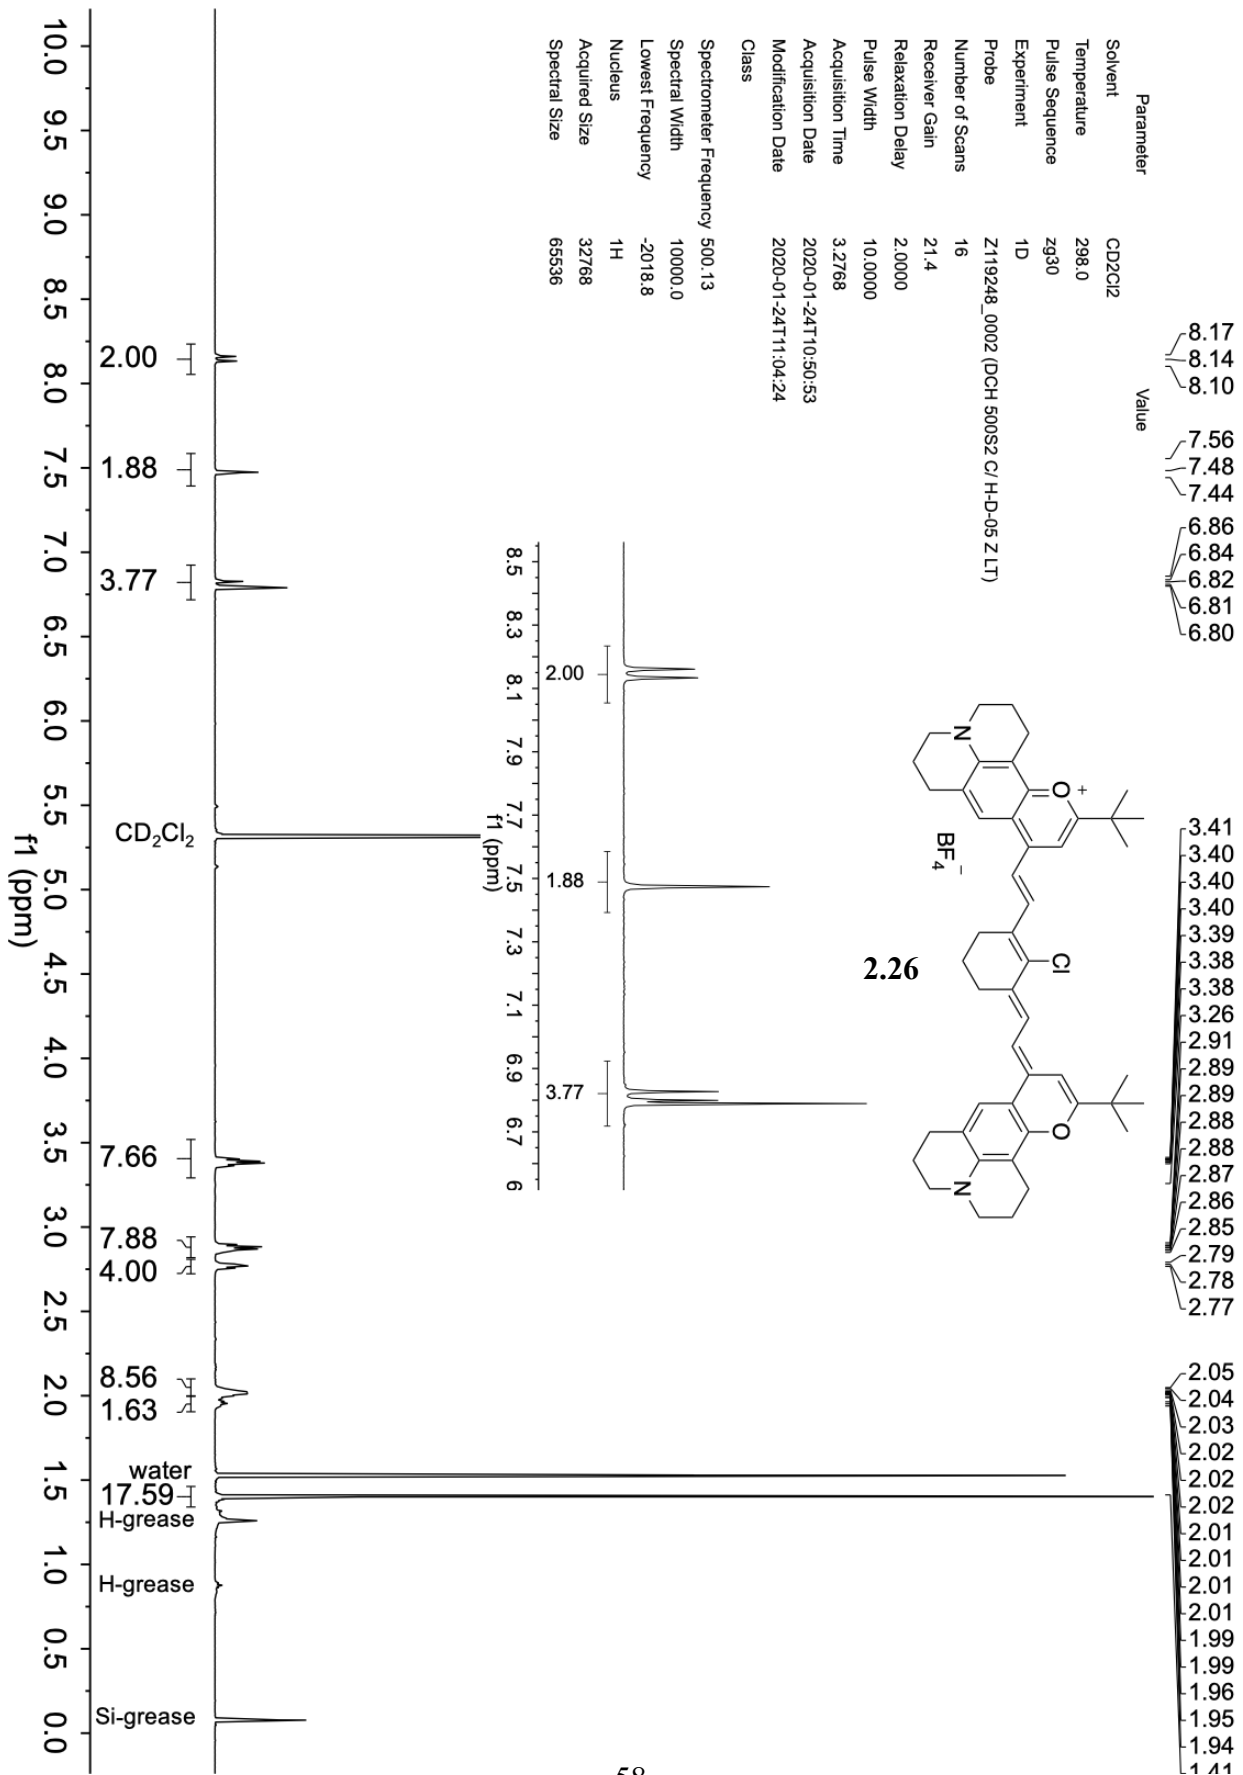 Parameter Value
Solvent CD2Cl2
Temperature 298.0
Pulse Sequence zg30
Experiment 1D
Probe Z119248_0002 (DCH 500S2 C/ H-D-05 Z LT)
Number of Scans 16
Receiver Gain 21.4
Relaxation Delay 2.0000
Pulse Width 10.0000
Acquisition Time 3.2768
Acquisition Date 2020-01-24T10:50:53
Modification Date 2020-01-24T11:04:24
Class
Spectrometer Frequency 500.13
Spectral Width 10000.0
Lowest Frequency -2018.8
Nucleus 1H
Acquired Size 32768
Spectral Size 65536
8.17
8.14
8.10
7.56
7.48
7.44
6.86
6.84
6.82
6.81
6.80
3.41
3.40
3.40
3.40
3.39
3.38
3.38
3.26
2.91
2.89
2.89
2.88
2.88
2.87
2.86
2.85
2.79
2.78
2.77
2.05
2.04
2.03
2.02
2.02
2.02
2.01
2.01
2.01
2.01
1.99
1.99
1.96
1.95
1.94
1.41
N
O
+
BF4−
Cl
O
N
2.26
2.00
1.88
3.77
8.5 8.3 8.1 7.9 7.7 7.5 7.3 7.1 6.9 6.7 6
f1 (ppm)
2.00
1.88
3.77
CD2Cl2
7.66
7.88
4.00
8.56
1.63
water
17.59
H-grease
H-grease
Si-grease
10.0 9.5 9.0 8.5 8.0 7.5 7.0 6.5 6.0 5.5 5.0 4.5 4.0 3.5 3.0 2.5 2.0 1.5 1.0 0.5 0.0
f1 (ppm)
58